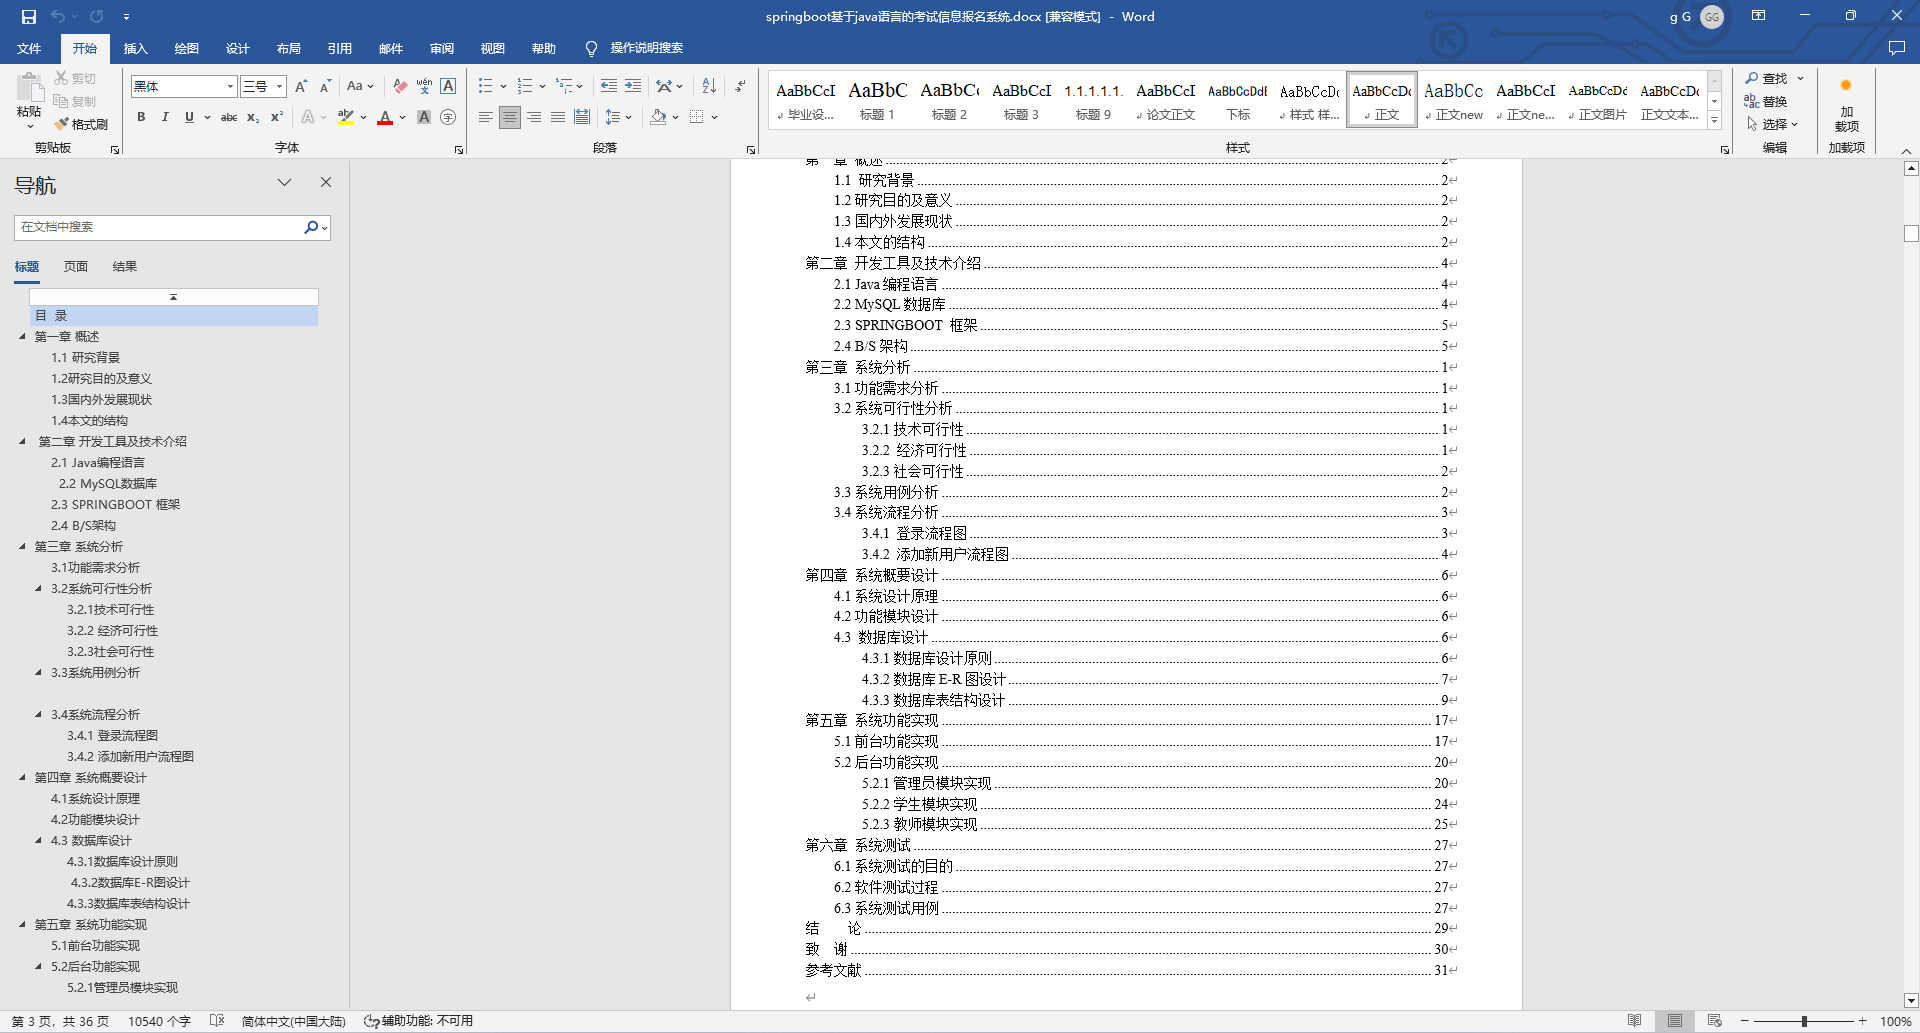 springboot基于java语言的考试信息报名系统.docx [兼容模式] - Word
g G
GG
文件 开始 插入 绘图 设计 布局 引用 邮件 审阅 视图 帮助 操作说明搜索
粘贴
剪切
复制
格式刷
剪贴板
黑体 三号
字体
段落
AaBbCcI 毕业设...
AaBbC 标题 1
AaBbC 标题 2
AaBbCcI 标题 3
1.1.1.1.1. 标题 9
AaBbCcI 论文正文
AaBbCcDdI 下标
AaBbCcDc 样式 样...
AaBbCcDc 正文
AaBbCc 正文new
AaBbCcI 正文ne...
AaBbCcDd 正文图片
AaBbCcDc 正文文本...
样式
查找
替换
选择
编辑
加载项
加载项
导航
在文档中搜索
标题 页面 结果
目 录
第一章 概述
1.1 研究背景
1.2研究目的及意义
1.3国内外发展现状
1.4本文的结构
第二章 开发工具及技术介绍
2.1 Java编程语言
2.2 MySQL数据库
2.3 SPRINGBOOT 框架
2.4 B/S架构
第三章 系统分析
3.1功能需求分析
3.2系统可行性分析
3.2.1技术可行性
3.2.2 经济可行性
3.2.3社会可行性
3.3系统用例分析
3.4系统流程分析
3.4.1 登录流程图
3.4.2 添加新用户流程图
第四章 系统概要设计
4.1系统设计原理
4.2功能模块设计
4.3 数据库设计
4.3.1数据库设计原则
4.3.2数据库E-R图设计
4.3.3数据库表结构设计
第五章 系统功能实现
5.1前台功能实现
5.2后台功能实现
5.2.1管理员模块实现
第一章 概述 2
1.1 研究背景 2
1.2 研究目的及意义 2
1.3 国内外发展现状 2
1.4 本文的结构 2
第二章 开发工具及技术介绍 4
2.1 Java 编程语言 4
2.2 MySQL 数据库 4
2.3 SPRINGBOOT 框架 5
2.4 B/S 架构 5
第三章 系统分析 1
3.1 功能需求分析 1
3.2 系统可行性分析 1
3.2.1 技术可行性 1
3.2.2 经济可行性 1
3.2.3 社会可行性 2
3.3 系统用例分析 2
3.4 系统流程分析 3
3.4.1 登录流程图 3
3.4.2 添加新用户流程图 4
第四章 系统概要设计 6
4.1 系统设计原理 6
4.2 功能模块设计 6
4.3 数据库设计 6
4.3.1 数据库设计原则 6
4.3.2 数据库 E-R 图设计 7
4.3.3 数据库表结构设计 9
第五章 系统功能实现 17
5.1 前台功能实现 17
5.2 后台功能实现 20
5.2.1 管理员模块实现 20
5.2.2 学生模块实现 24
5.2.3 教师模块实现 25
第六章 系统测试 27
6.1 系统测试的目的 27
6.2 软件测试过程 27
6.3 系统测试用例 27
结 论 29
致 谢 30
参考文献 31
第 3 页，共 36 页 10540 个字 简体中文(中国大陆) 辅助功能: 不可用 100%